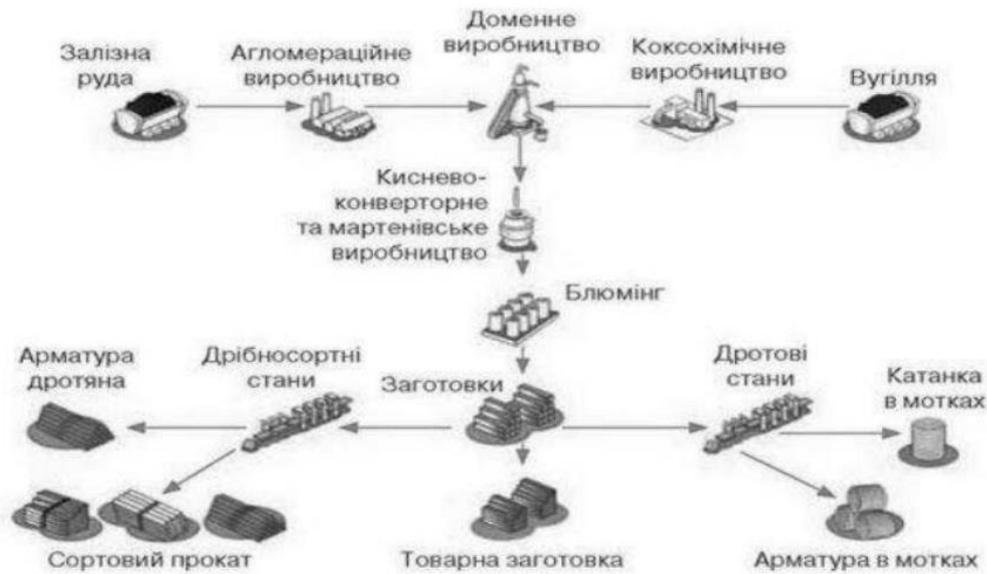 Залізна
руда
Агломераційне
виробництво
Доменне
виробництво
Коксохімічне
виробництво
Вугілля
Киснево-
конверторне
та мартенівське
виробництво
Блюмінг
Арматура
дротяна
Дрібносортні
стани
Заготовки
Дротові
стани
Катанка
в мотках
Сортовий прокат
Товарна заготовка
Арматура в мотках